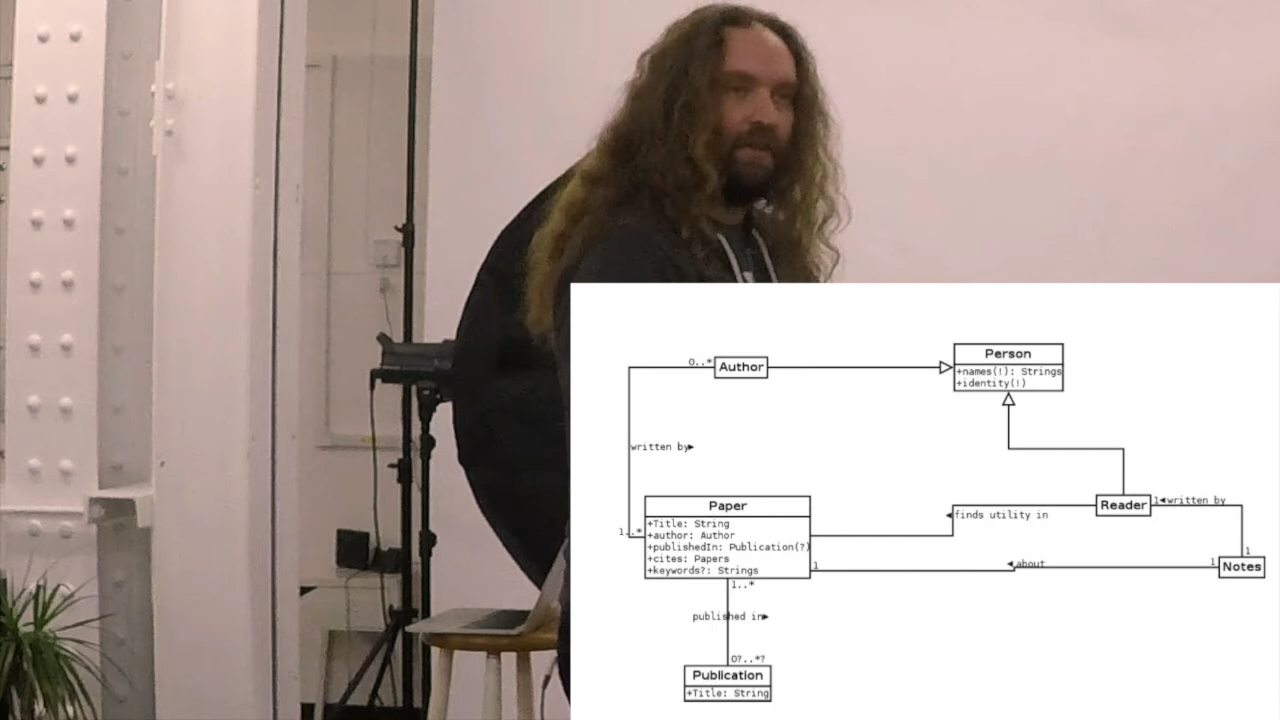 Person
+names(!): Strings
+identity(!)
0..*
Author
written by
Paper
+Title: String
+author: Author
+publishedIn: Publication(?)
+cites: Papers
+keywords?: Strings
1..*
finds utility in
Reader
1
written by
1
Notes
1
about
1
1..*
published in
0?..*?
Publication
+Title: String